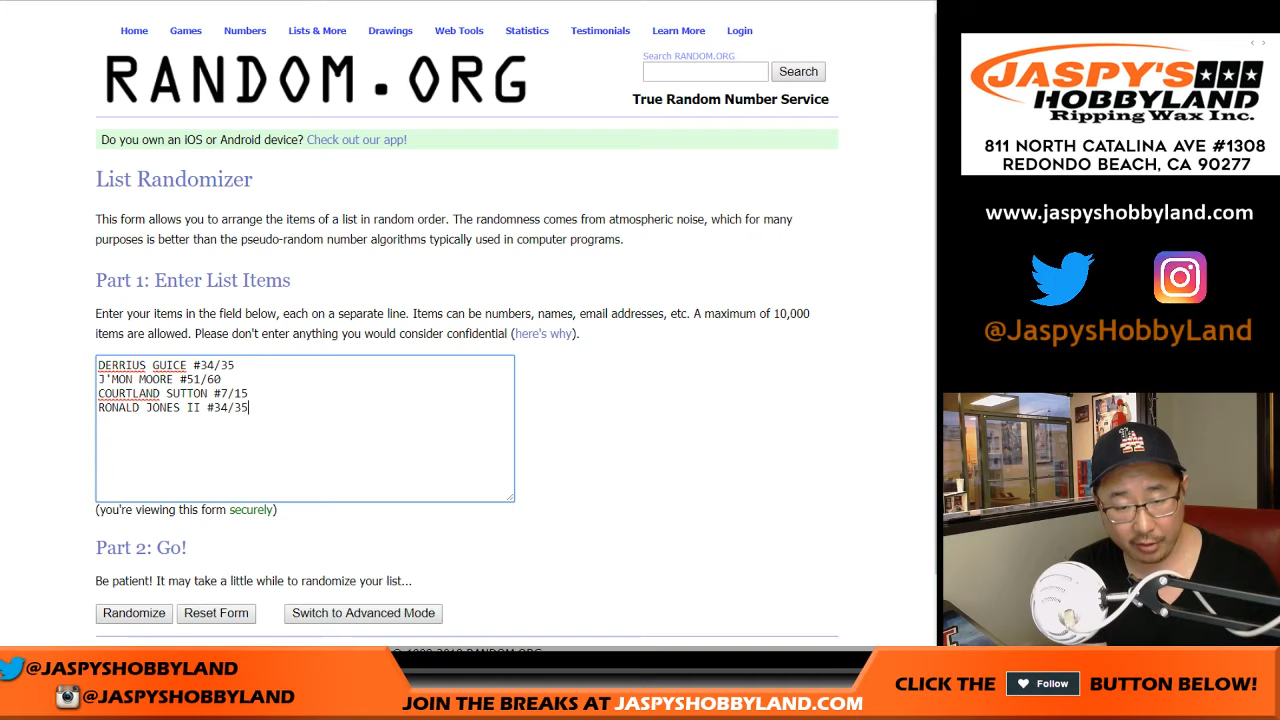 Home Games Numbers Lists & More Drawings Web Tools Statistics Testimonials Learn More Login
RANDOM.ORG
Search RANDOM.ORG
Search
True Random Number Service
Do you own an iOS or Android device? Check out our app!
List Randomizer
This form allows you to arrange the items of a list in random order. The randomness comes from atmospheric noise, which for many
purposes is better than the pseudo-random number algorithms typically used in computer programs.
Part 1: Enter List Items
Enter your items in the field below, each on a separate line. Items can be numbers, names, email addresses, etc. A maximum of 10,000
items are allowed. Please don't enter anything you would consider confidential (here's why).
DERRIUS GUICE #34/35
J'MON MOORE #51/60
COURTLAND SUTTON #7/15
RONALD JONES II #34/35
(you're viewing this form securely)
Part 2: Go!
Be patient! It may take a little while to randomize your list...
Randomize Reset Form Switch to Advanced Mode
JASPY'S
HOBBYLAND
Ripping Wax Inc.
811 NORTH CATALINA AVE #1308
REDONDO BEACH, CA 90277
www.jaspyshobbyland.com
@JaspysHobbyLand
@JASPYSHOBBYLAND
@JASPYSHOBBYLAND
JOIN THE BREAKS AT JASPYSHOBBYLAND.COM
CLICK THE Follow BUTTON BELOW!